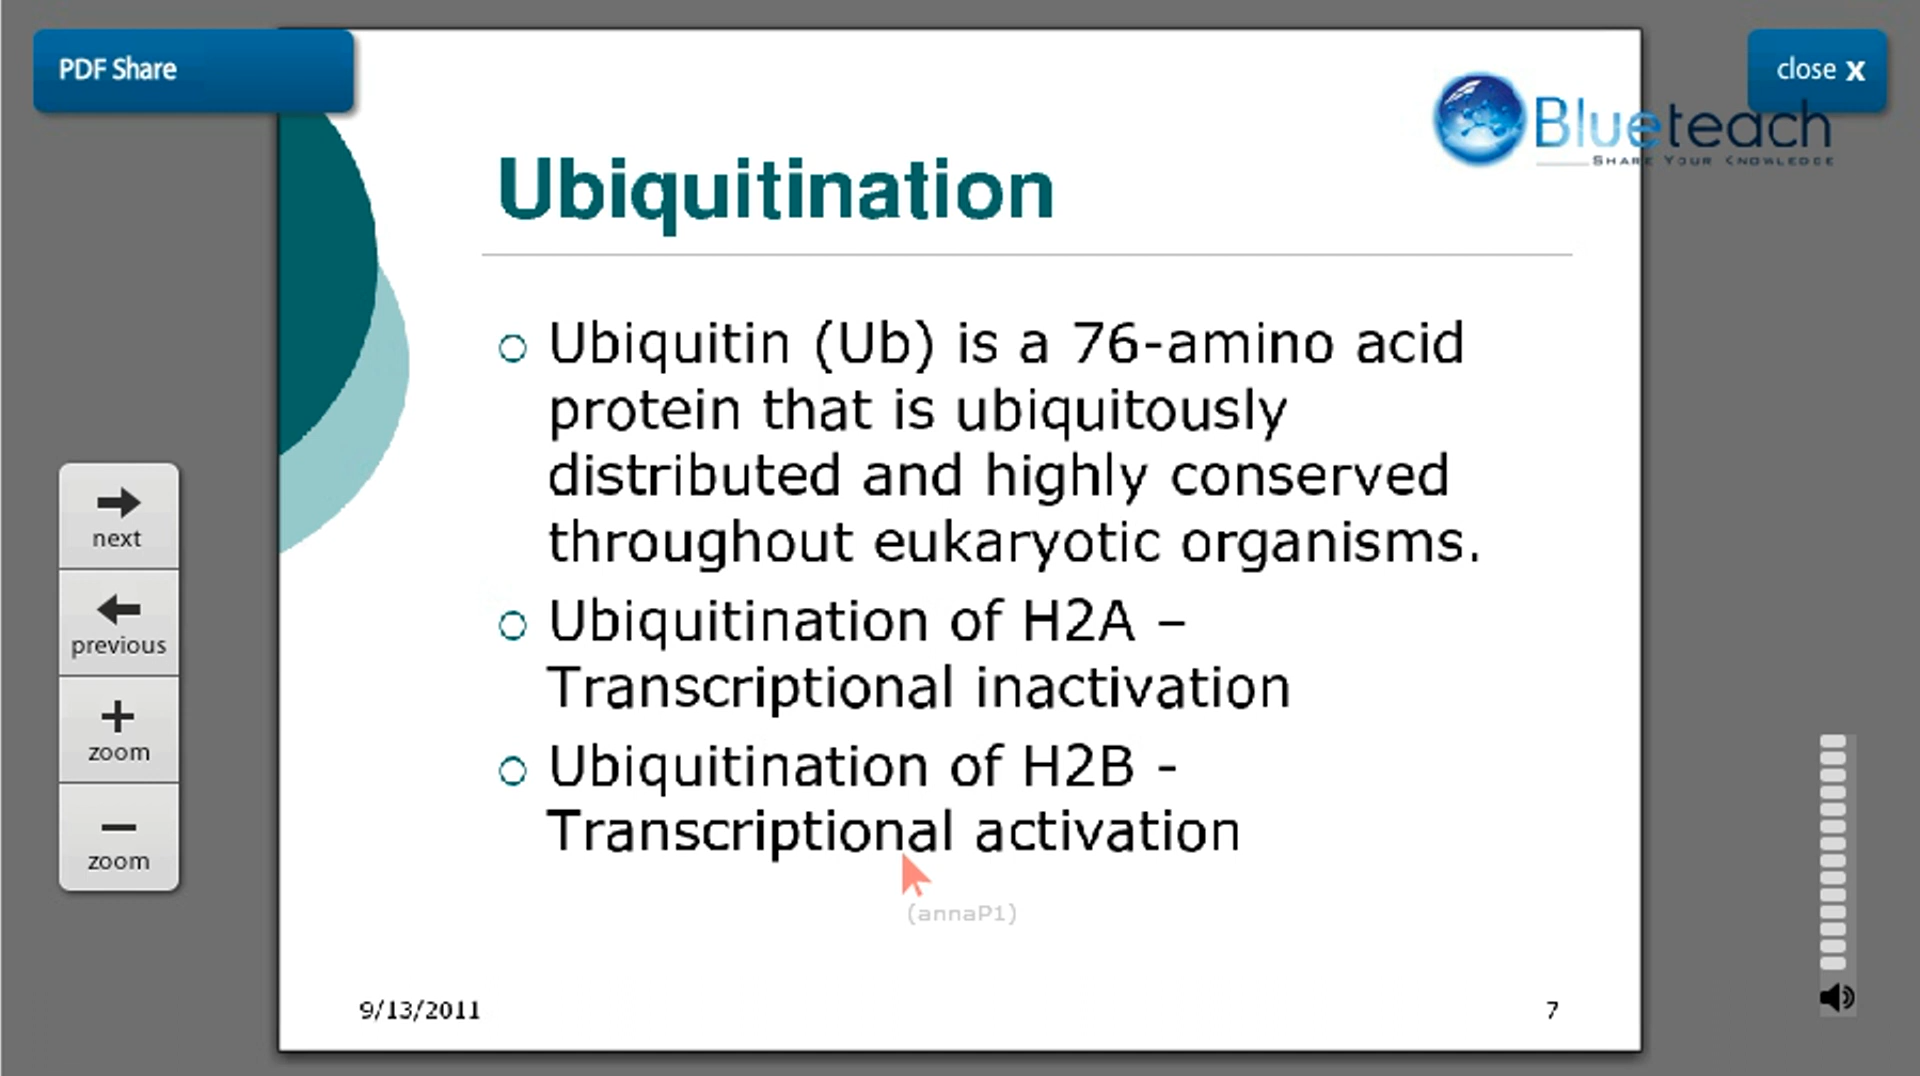 PDF Share
close X
Blueteach
SHARE YOUR KNOWLEDGE
Ubiquitination
Ubiquitin (Ub) is a 76-amino acid
protein that is ubiquitously
distributed and highly conserved
throughout eukaryotic organisms.
Ubiquitination of H2A –
Transcriptional inactivation
Ubiquitination of H2B -
Transcriptional activation
(annaP1)
next
previous
zoom
zoom
9/13/2011
7